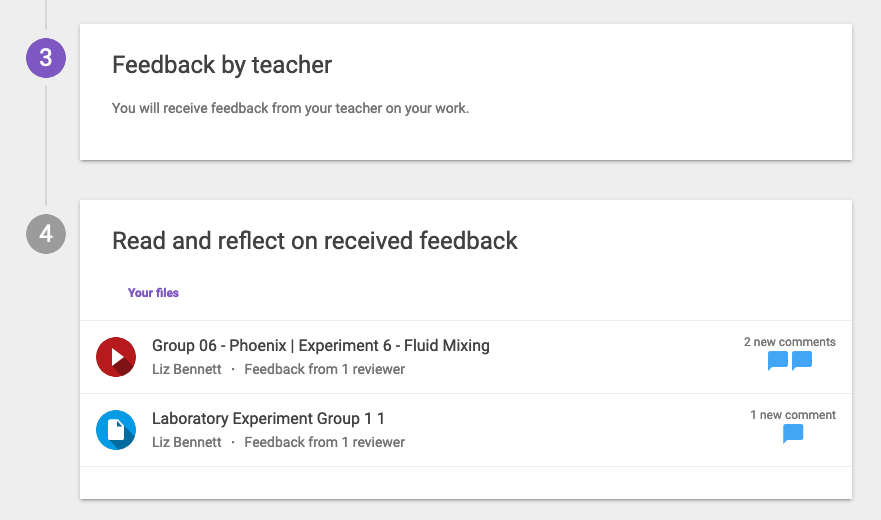 3
Feedback by teacher
You will receive feedback from your teacher on your work.
4
Read and reflect on received feedback
Your files
Group 06 - Phoenix | Experiment 6 - Fluid Mixing
2 new comments
Liz Bennett · Feedback from 1 reviewer
Laboratory Experiment Group 1 1
1 new comment
Liz Bennett · Feedback from 1 reviewer